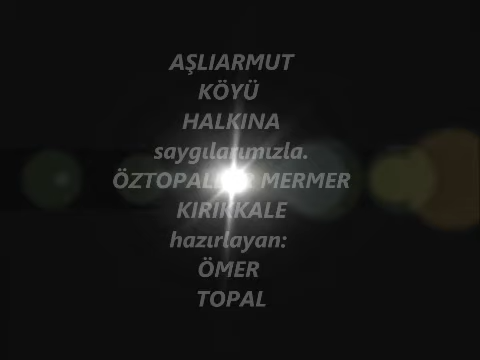 AŞLIARMUT
KÖYÜ
HALKINA
saygılarımızla.
MERMER
KIRIKKALE
hazırlayan:
ÖMER
TOPAL